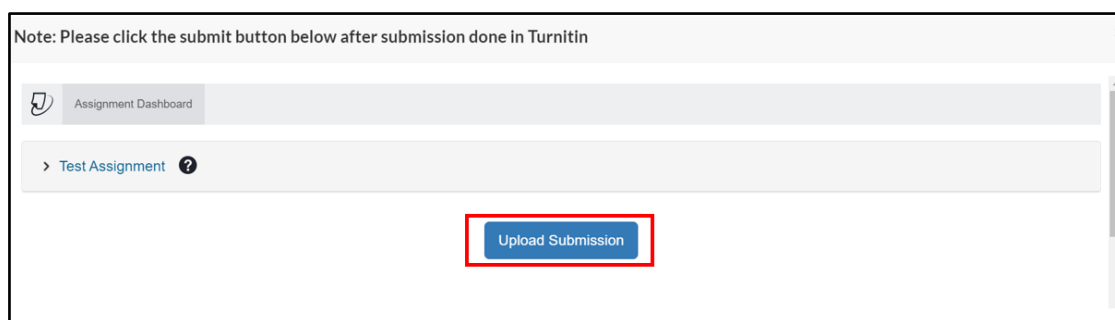 Note: Please click the submit button below after submission done in Turnitin
Assignment Dashboard
Test Assignment ?
Upload Submission